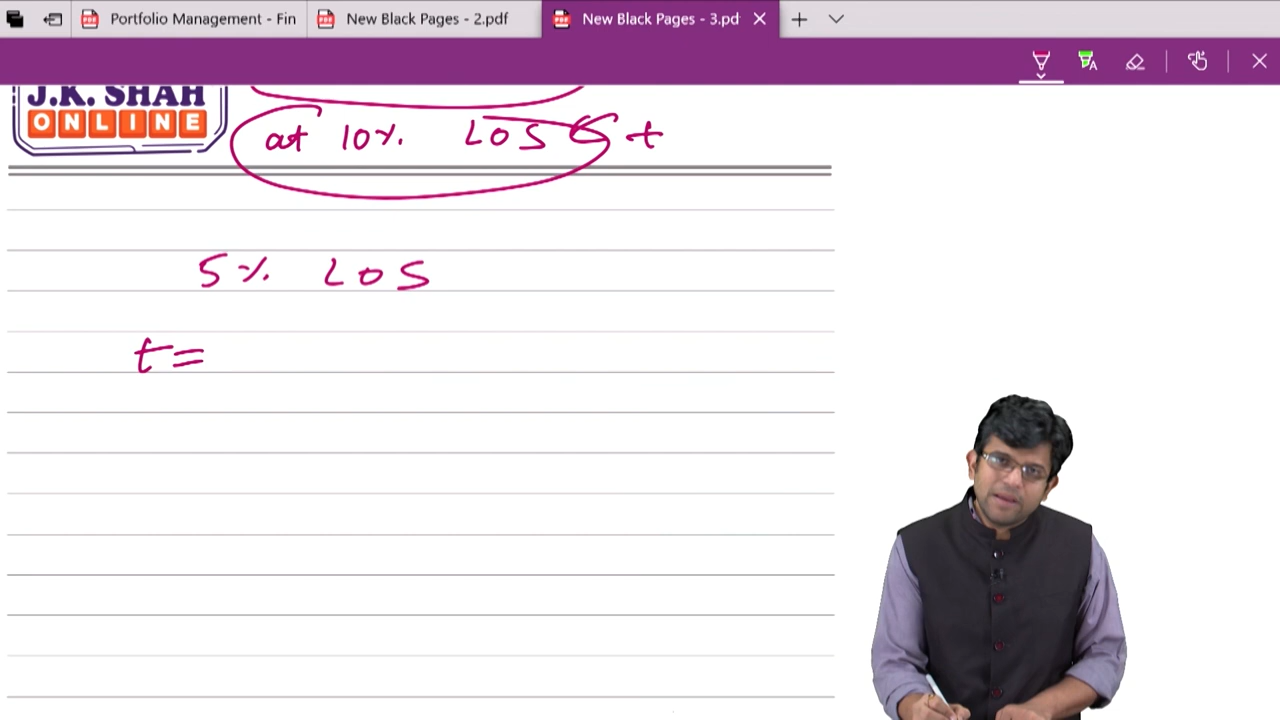 Portfolio Management - Fin
New Black Pages - 2.pdf
New Black Pages - 3.pd
J.K. SHAH
ONLINE
at 10% LOS t
5% LOS
t=